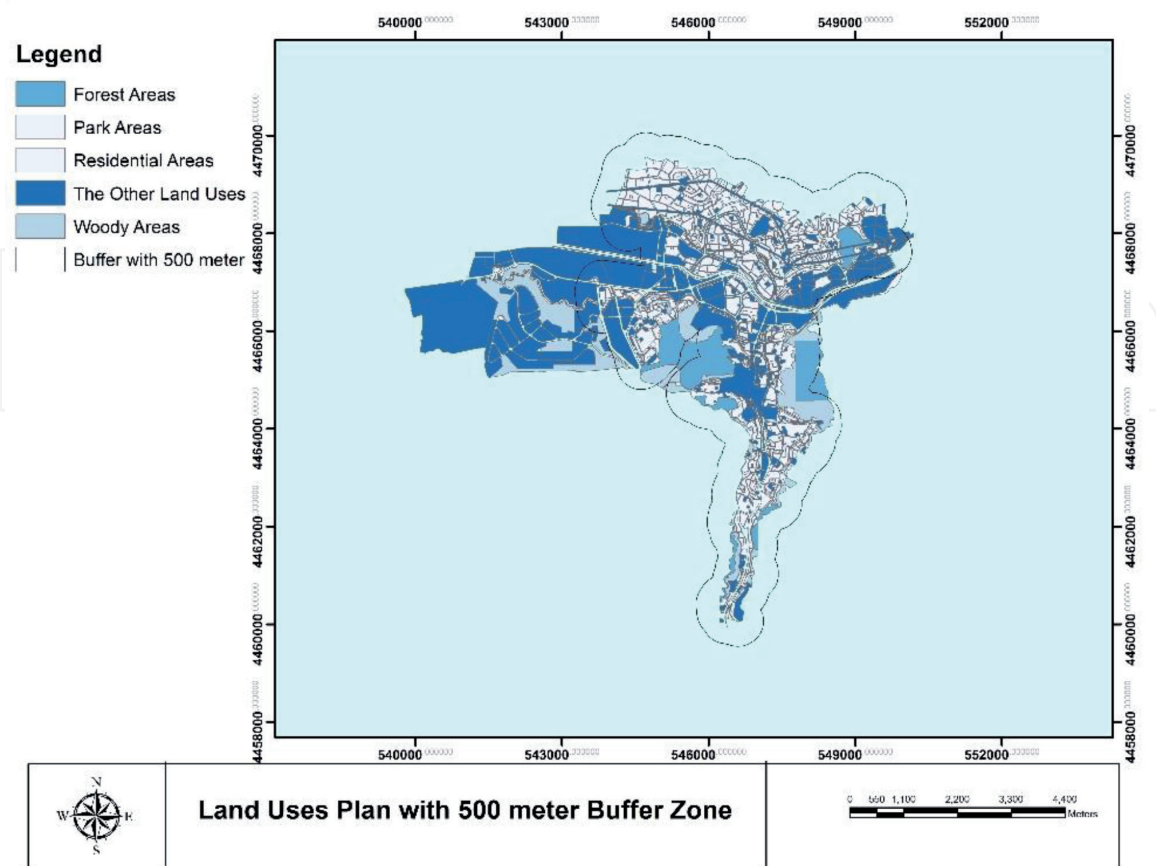 540000 543000 546000 549000 552000
Legend
Forest Areas
Park Areas
Residential Areas
The Other Land Uses
Woody Areas
Buffer with 500 meter
4470000
4468000
4466000
4464000
4462000
4460000
4458000
4470000
4468000
4466000
4464000
4462000
4460000
4458000
540000 543000 546000 549000 552000
N
W E
S
Land Uses Plan with 500 meter Buffer Zone
0 550 1,100 2,200 3,300 4,400
Meters